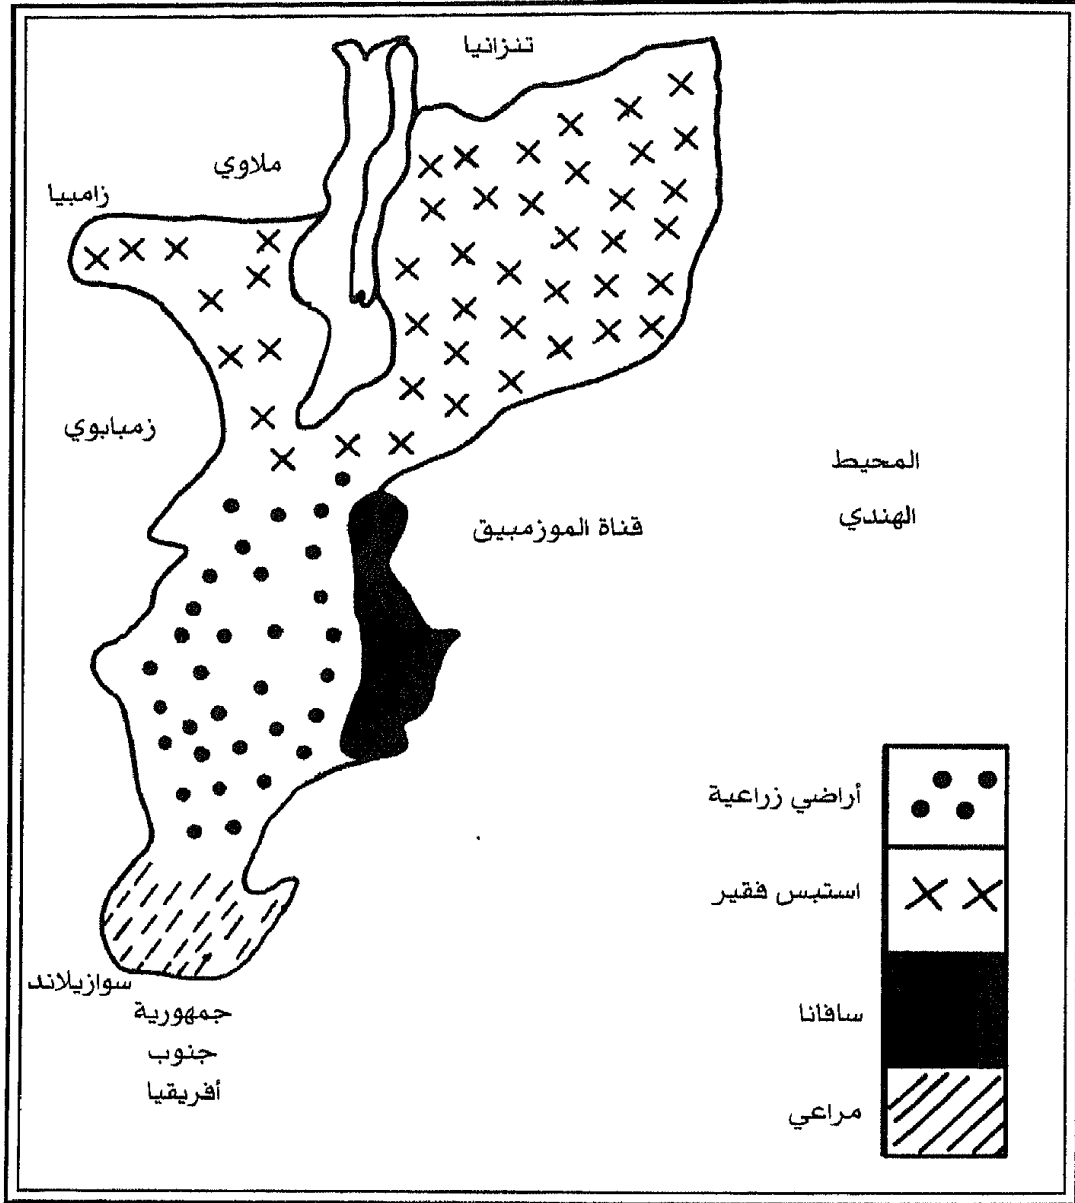 تنزانيا
ملاوي
زامبيا
زمبابوي
المحيط
الهندي
قناة الموزمبيق
أراضي زراعية
استبس فقير
سافانا
مراعي
سوازيلاند
جمهورية
جنوب
أفريقيا